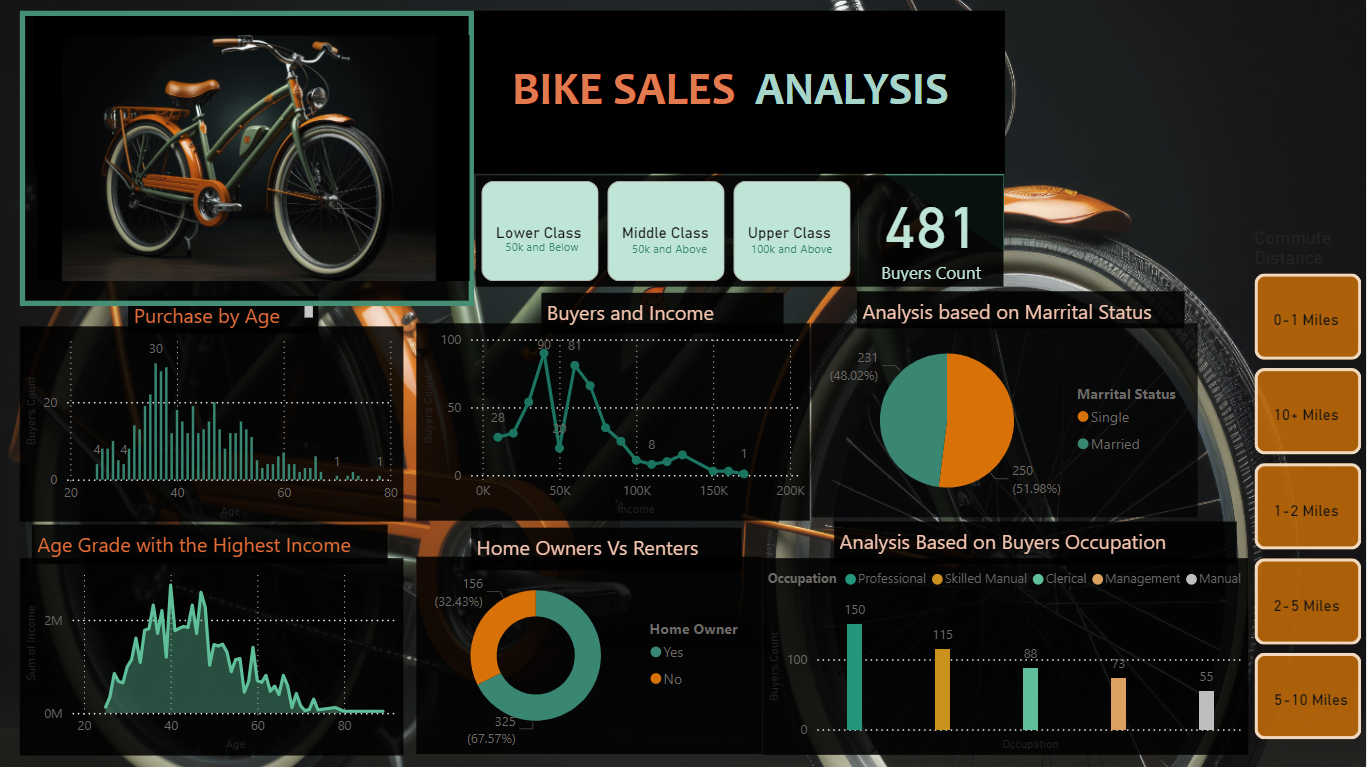 BIKE SALES ANALYSIS
Lower Class
50k and Below
Middle Class
50k and Above
Upper Class
100k and Above
481
Buyers Count
Commute
Distance
0-1 Miles
10+ Miles
1-2 Miles
2-5 Miles
5-10 Miles
Purchase by Age
Buyers Count
20
0
4
4
30
1
1
20
40
60
80
Age
Buyers and Income
Buyers Count
100
50
0
28
90
20
81
8
1
0K
50K
100K
150K
200K
Income
Analysis based on Marrital Status
231
(48.02%)
250
(51.98%)
Marrital Status
Single
Married
Age Grade with the Highest Income
Sum of Income
2M
0M
20
40
60
80
Age
Home Owners Vs Renters
156
(32.43%)
325
(67.57%)
Home Owner
Yes
No
Analysis Based on Buyers Occupation
Occupation Professional Skilled Manual Clerical Management Manual
Buyers Count
100
0
150
115
88
73
55
Occupation